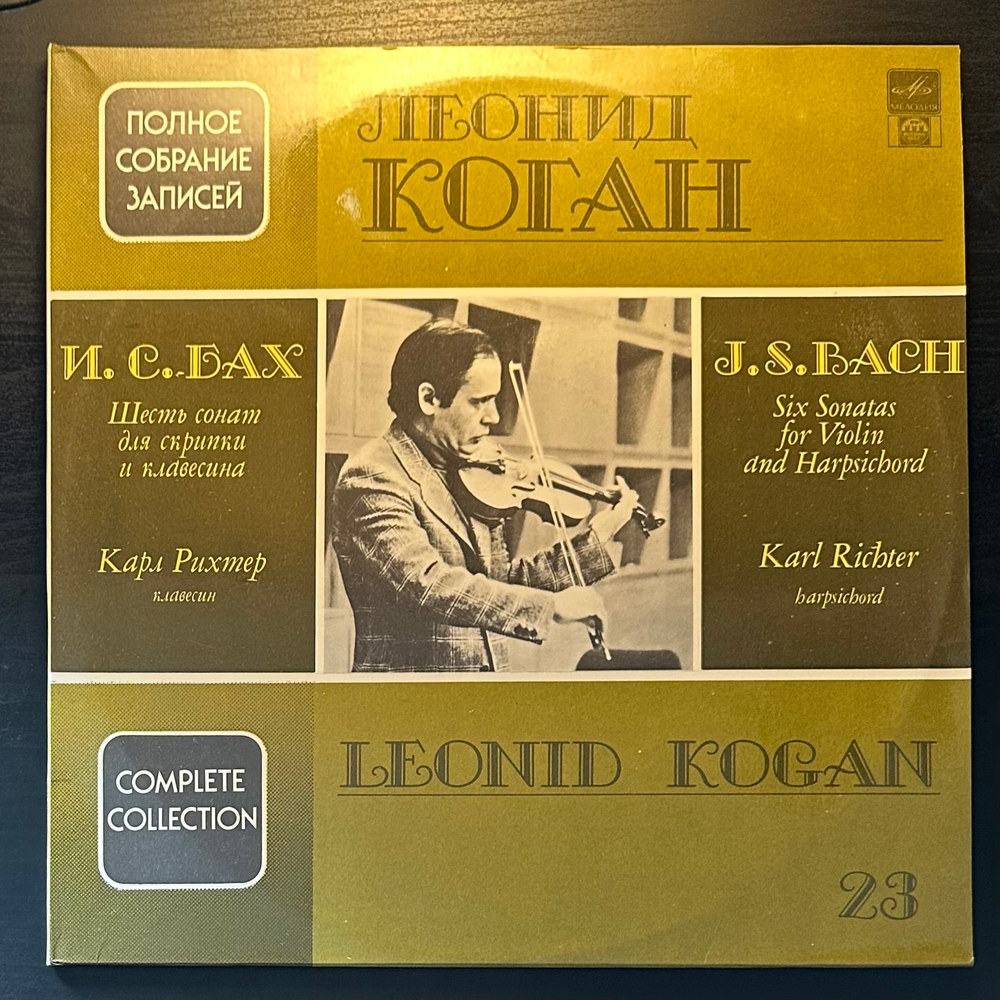 ПОЛНОЕ
СОБРАНИЕ
ЗАПИСЕЙ
ЛЕОНИД
КОГАН
МЕЛОДИЯ
И. С. БАХ
Шесть сонат
для скрипки
и клавесина
Карл Рихтер
клавесин
J. S. BACH
Six Sonatas
for Violin
and Harpsichord
Karl Richter
harpsichord
COMPLETE
COLLECTION
LEONID KOGAN
23